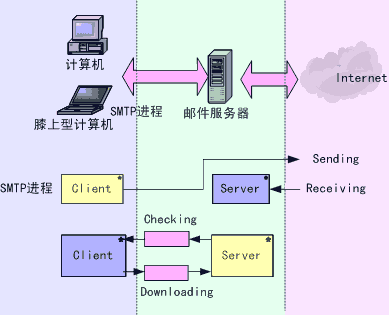 计算机
Internet
SMTP进程
邮件服务器
膝上型计算机
Sending
SMTP进程
Client
Server
Receiving
Checking
Client
Server
Downloading